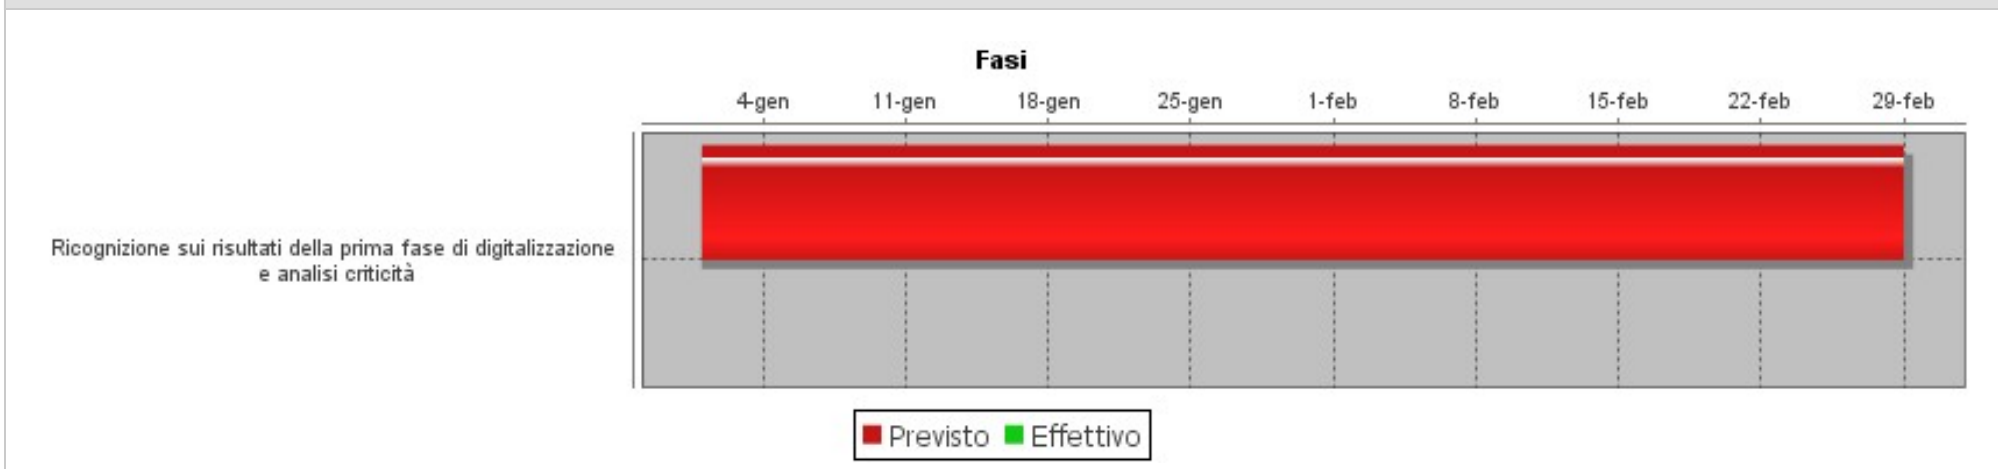 Fasi
4-gen 11-gen 18-gen 25-gen 1-feb 8-feb 15-feb 22-feb 29-feb
Ricognizione sui risultati della prima fase di digitalizzazione
e analisi criticità
Previsto Effettivo